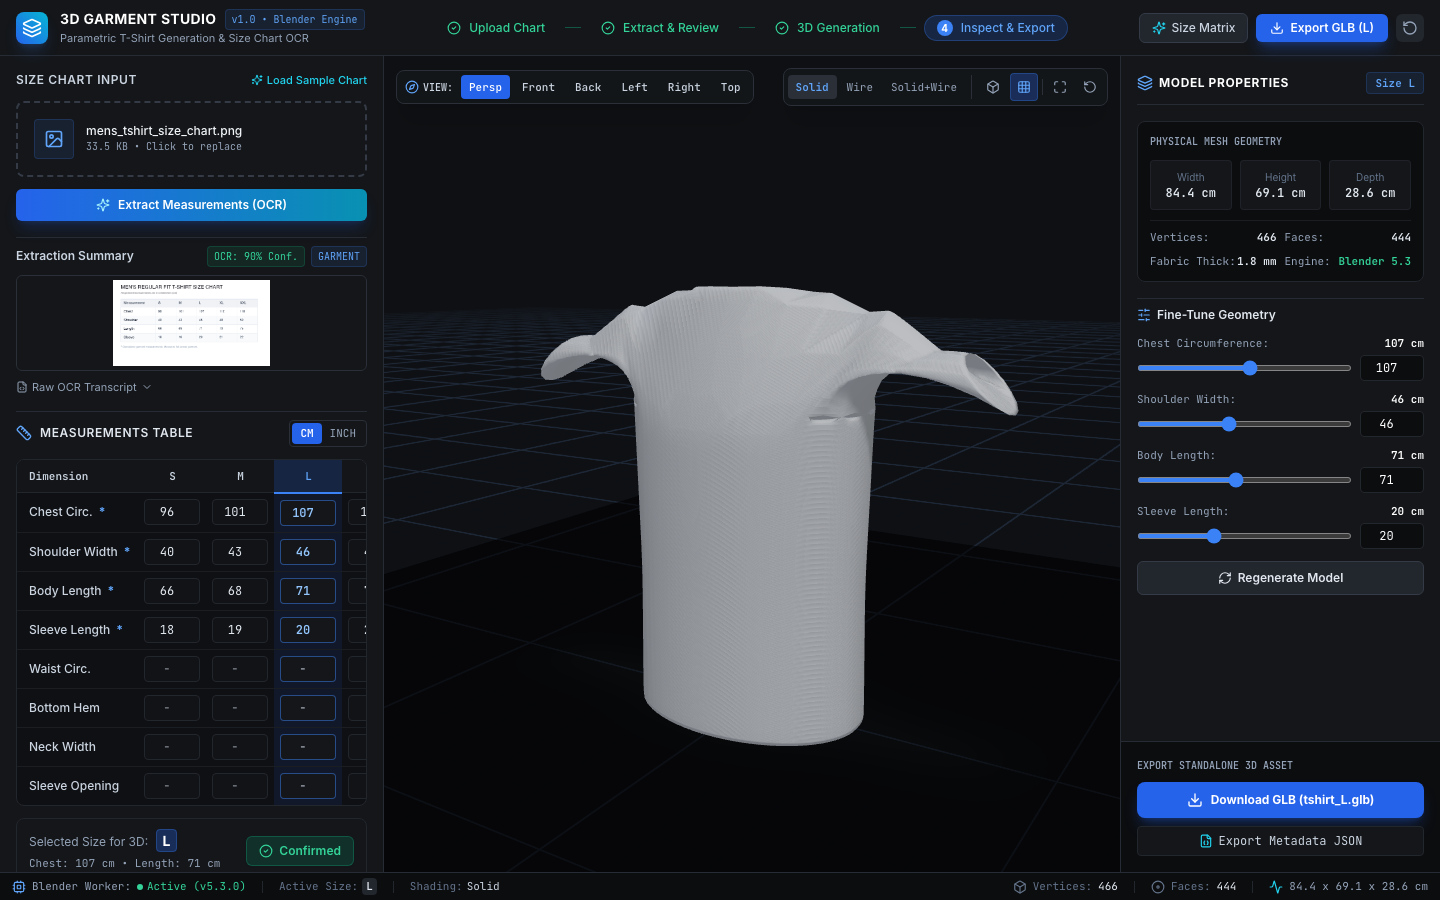 3D GARMENT STUDIO
v1.0 • Blender Engine
Parametric T-Shirt Generation & Size Chart OCR
Upload Chart
Extract & Review
3D Generation
4 Inspect & Export
Size Matrix
Export GLB (L)
SIZE CHART INPUT
Load Sample Chart
mens_tshirt_size_chart.png
33.5 KB • Click to replace
Extract Measurements (OCR)
Extraction Summary
OCR: 90% Conf.
GARMENT
MEN'S REGULAR FIT T-SHIRT SIZE CHART
Raw OCR Transcript
MEASUREMENTS TABLE
CM INCH
Dimension S M L
Chest Circ. * 96 101 107
Shoulder Width * 40 43 46
Body Length * 66 68 71
Sleeve Length * 18 19 20
Waist Circ. - - -
Bottom Hem - - -
Neck Width - - -
Sleeve Opening - - -
Selected Size for 3D: L
Chest: 107 cm • Length: 71 cm
Confirmed
VIEW: Persp Front Back Left Right Top
Solid Wire Solid+Wire
MODEL PROPERTIES
Size L
PHYSICAL MESH GEOMETRY
Width Height Depth
84.4 cm 69.1 cm 28.6 cm
Vertices: 466 Faces: 444
Fabric Thick: 1.8 mm Engine: Blender 5.3
Fine-Tune Geometry
Chest Circumference: 107 cm
107
Shoulder Width: 46 cm
46
Body Length: 71 cm
71
Sleeve Length: 20 cm
20
Regenerate Model
EXPORT STANDALONE 3D ASSET
Download GLB (tshirt_L.glb)
Export Metadata JSON
Blender Worker: Active (v5.3.0)
Active Size: L
Shading: Solid
Vertices: 466
Faces: 444
84.4 x 69.1 x 28.6 cm